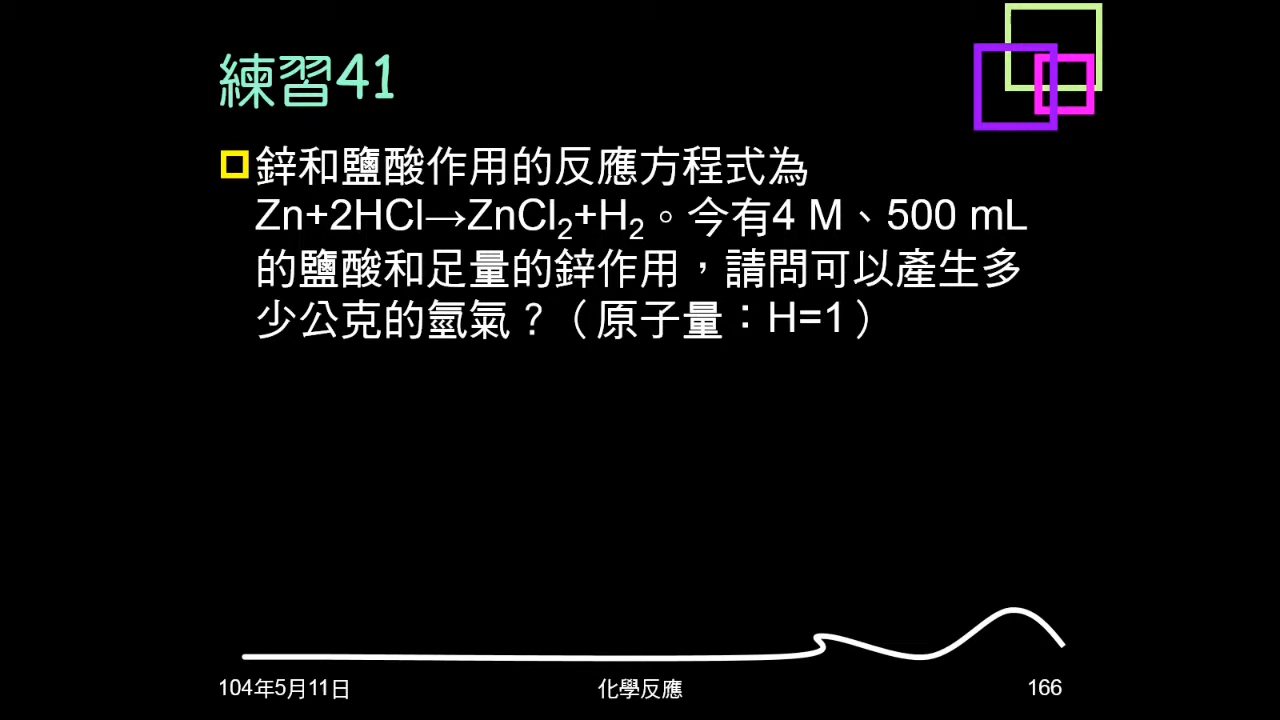 練習41
鋅和鹽酸作用的反應方程式為
Zn+2HCl→ZnCl₂+H₂。今有4 M、500 mL
的鹽酸和足量的鋅作用，請問可以產生多
少公克的氫氣？（原子量：H=1）
104年5月11日
化學反應
166